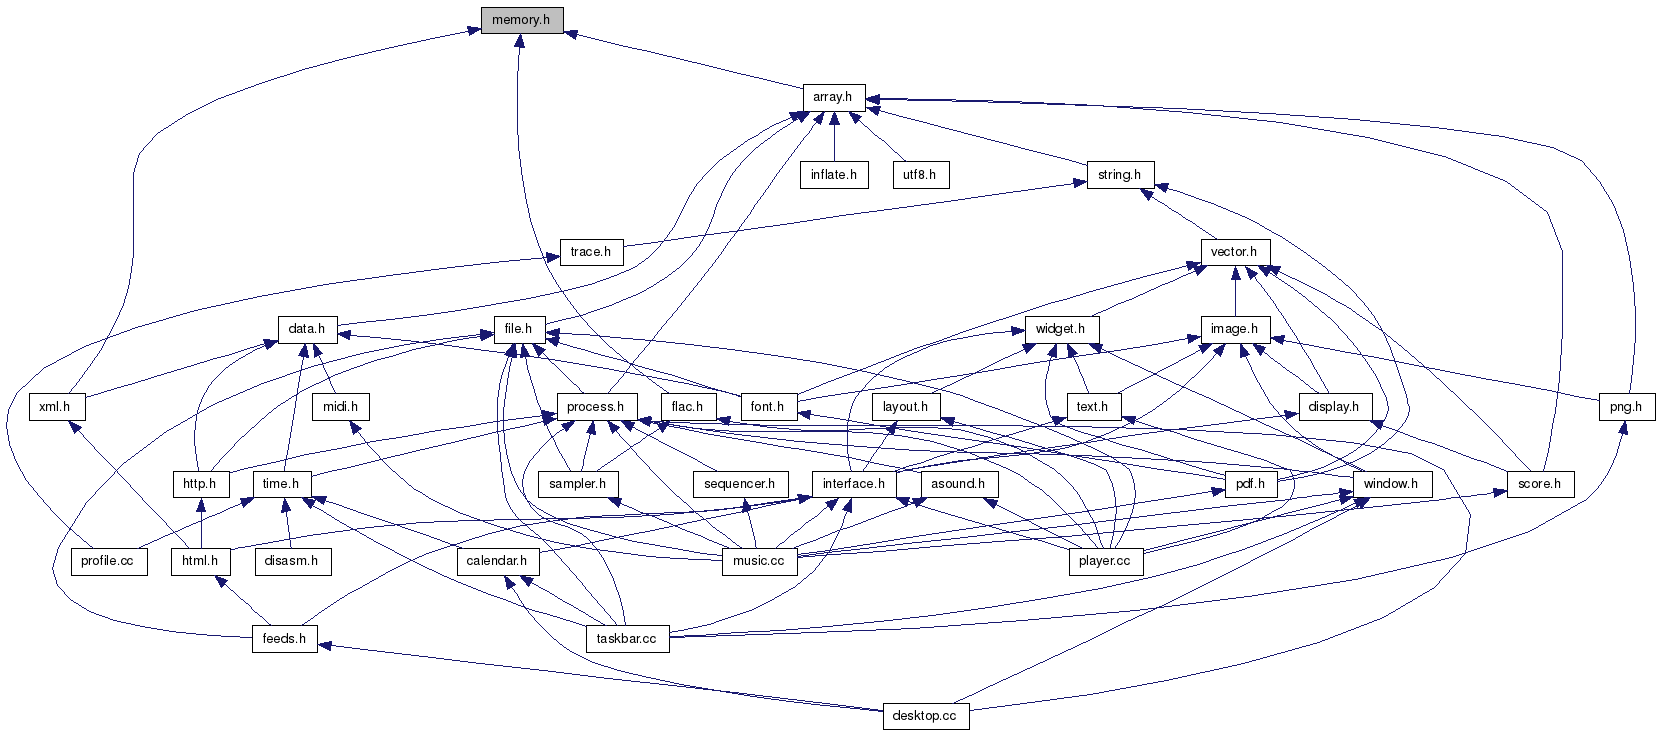 memory.h
array.h
inflate.h
utf8.h
string.h
trace.h
vector.h
data.h
file.h
widget.h
image.h
xml.h
midi.h
process.h
flac.h
font.h
layout.h
text.h
display.h
png.h
http.h
time.h
sampler.h
sequencer.h
interface.h
asound.h
pdf.h
window.h
score.h
profile.cc
html.h
disasm.h
calendar.h
music.cc
player.cc
feeds.h
taskbar.cc
desktop.cc